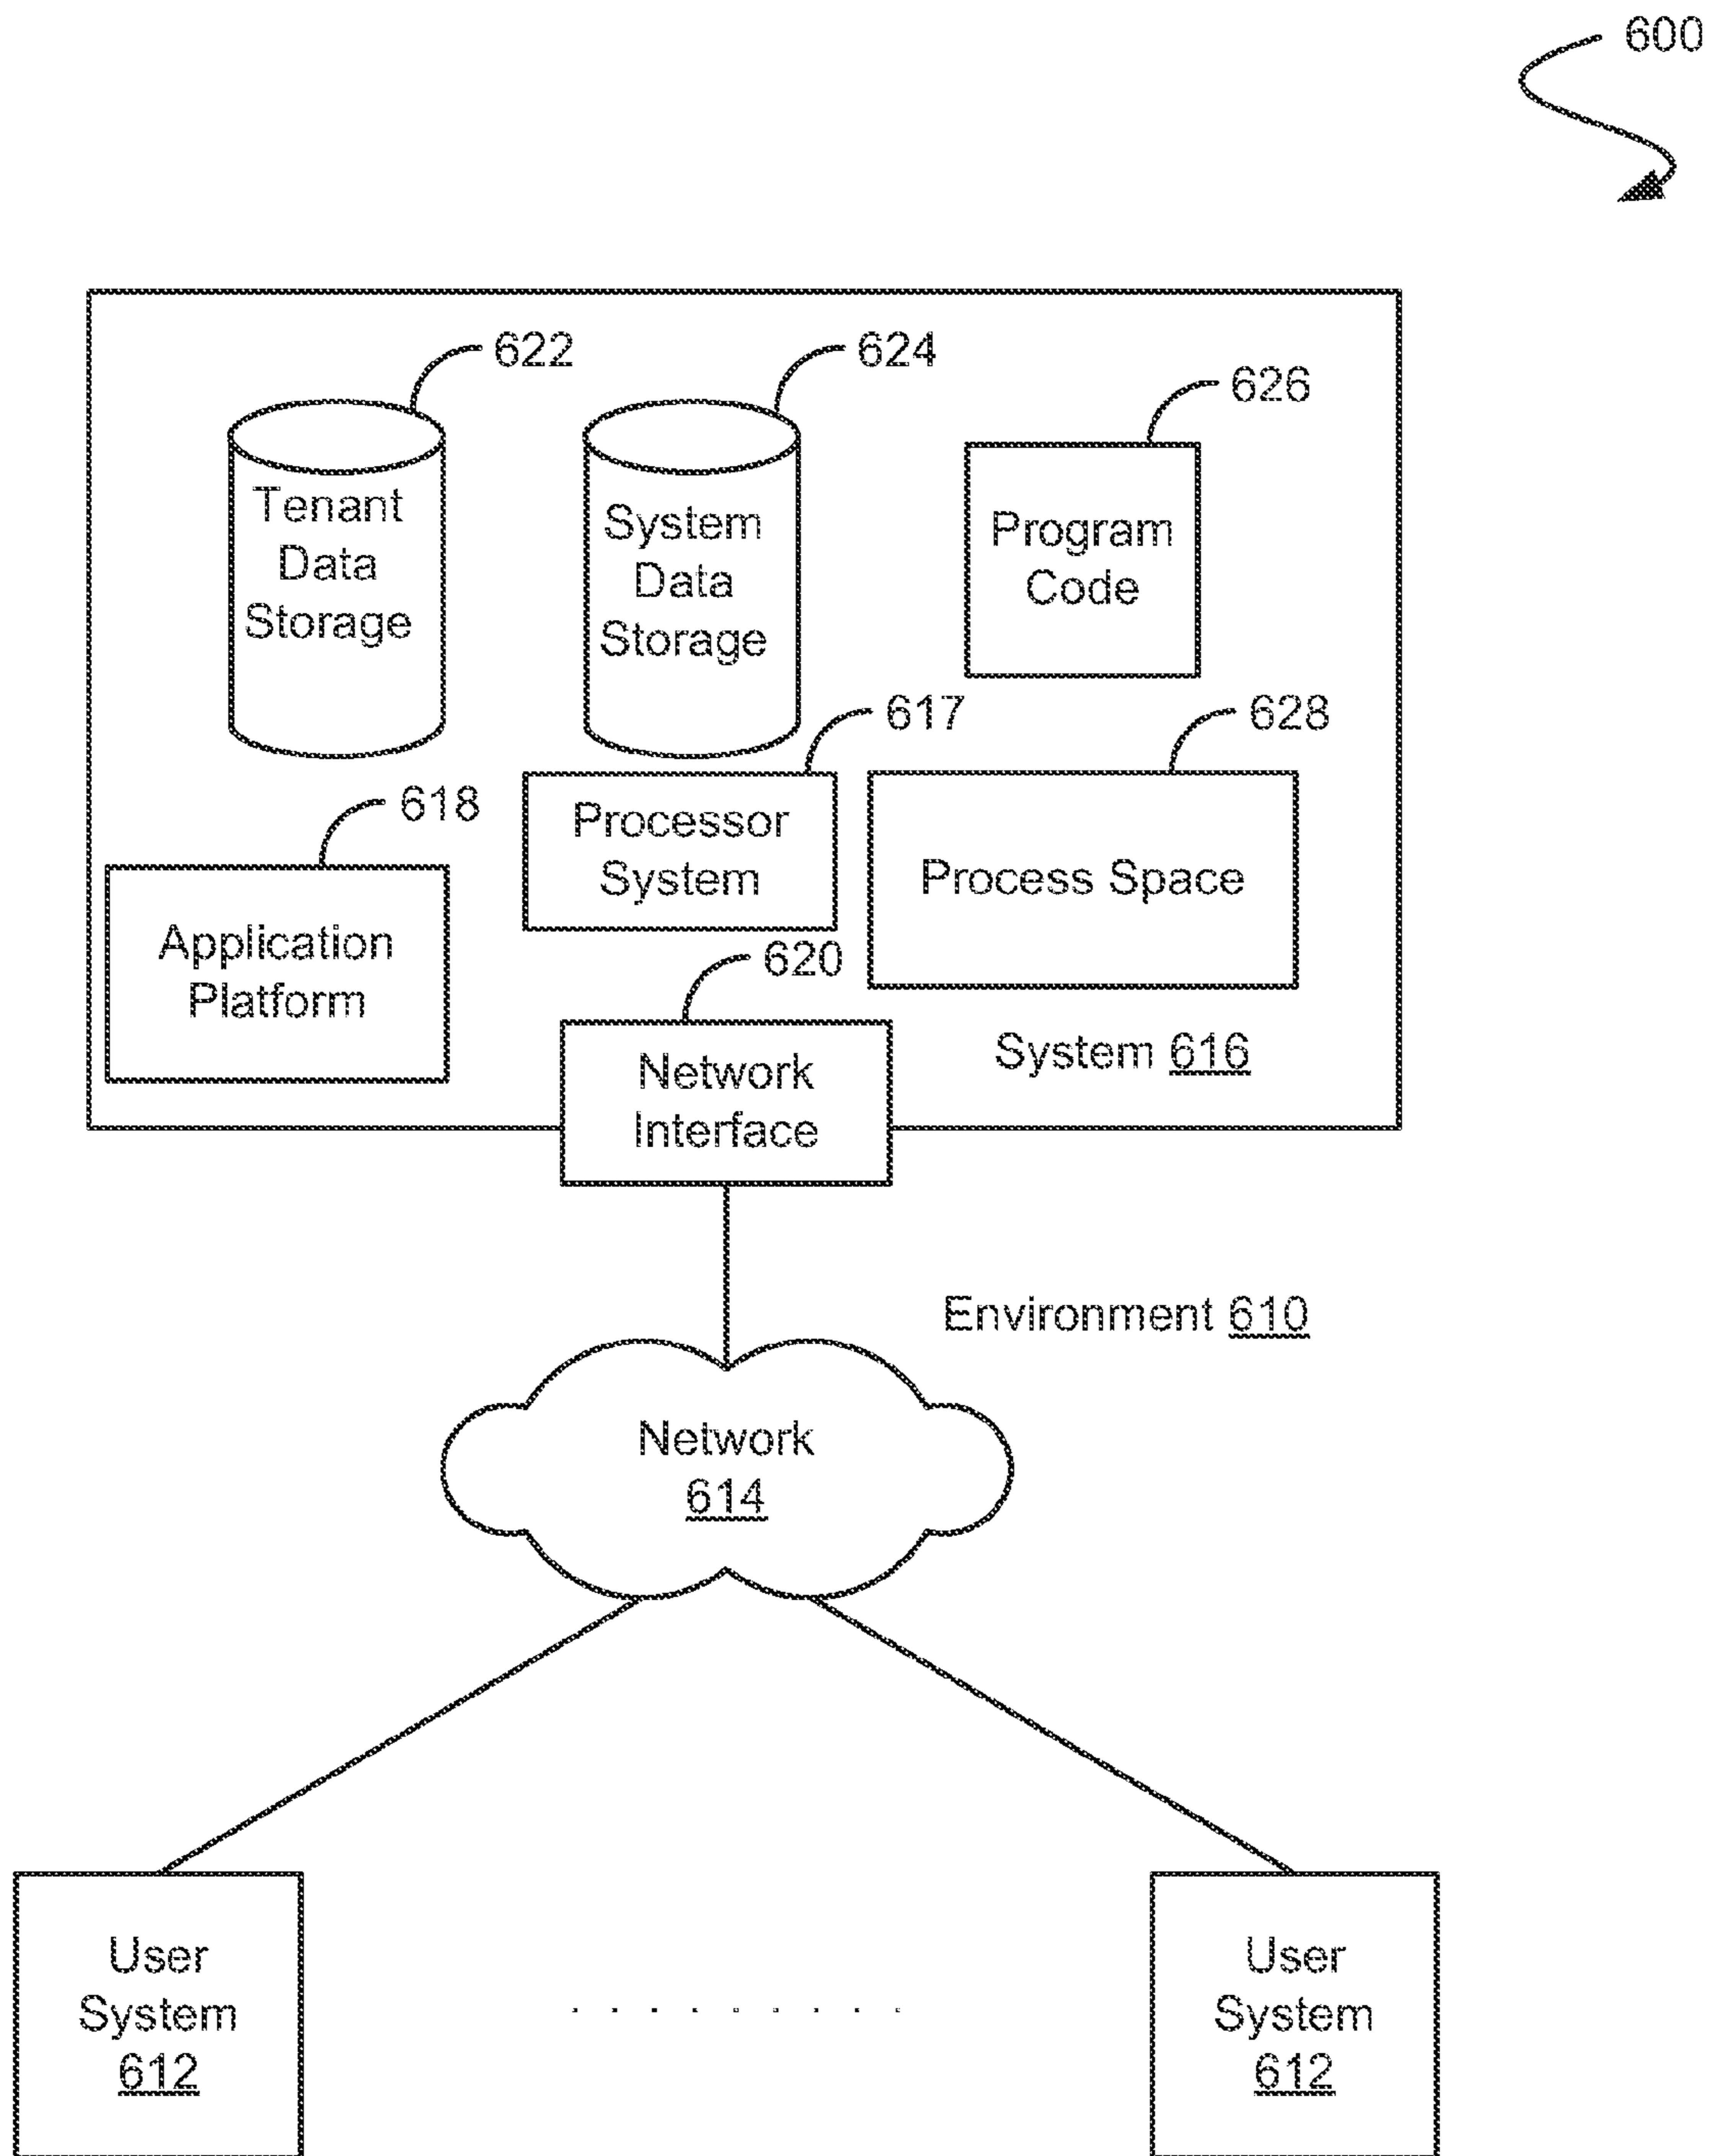 600
622
624
626
Tenant
Data
Storage
System
Data
Storage
Program
Code
617
628
618
Processor
System
Process Space
Application
Platform
620
Network
Interface
System 616
Environment 610
Network
614
User
System
612
User
System
612